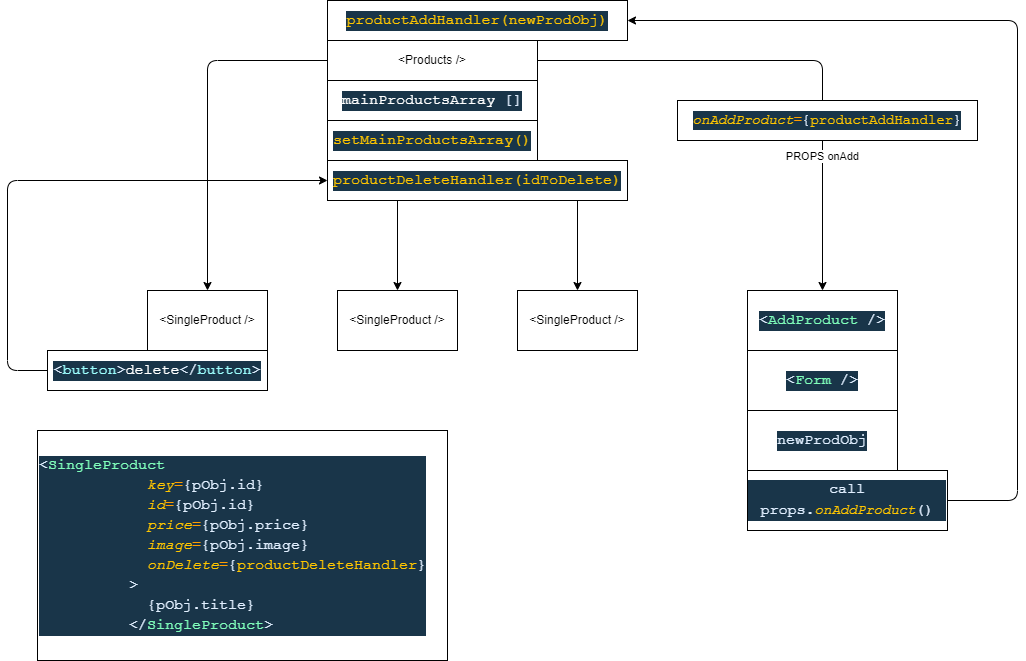 productAddHandler(newProdObj)
<Products />
mainProductsArray []
onAddProduct={productAddHandler}
setMainProductsArray()
PROPS onAdd
productDeleteHandler(idToDelete)
<SingleProduct />
<SingleProduct />
<SingleProduct />
<AddProduct />
<button>delete</button>
<Form />
newProdObj
call
props.onAddProduct()
<SingleProduct
key={pObj.id}
id={pObj.id}
price={pObj.price}
image={pObj.image}
onDelete={productDeleteHandler}
>
{pObj.title}
</SingleProduct>